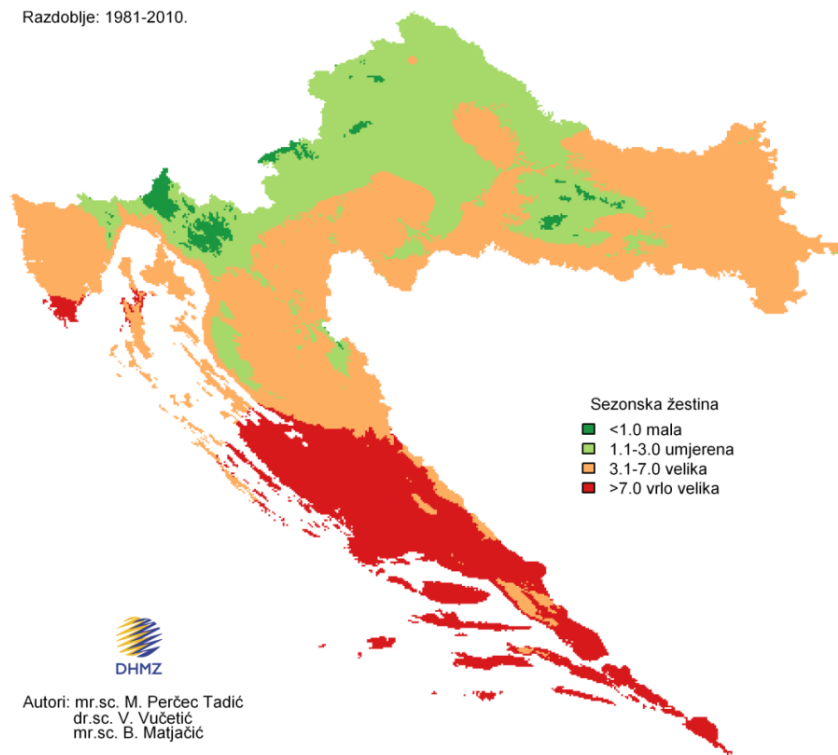 Razdoblje: 1981-2010.
Sezonska žestina
<1.0 mala
1.1-3.0 umjerena
3.1-7.0 velika
>7.0 vrlo velika
DHMZ
Autori: mr.sc. M. Perčec Tadić
dr.sc. V. Vučetić
mr.sc. B. Matjačić